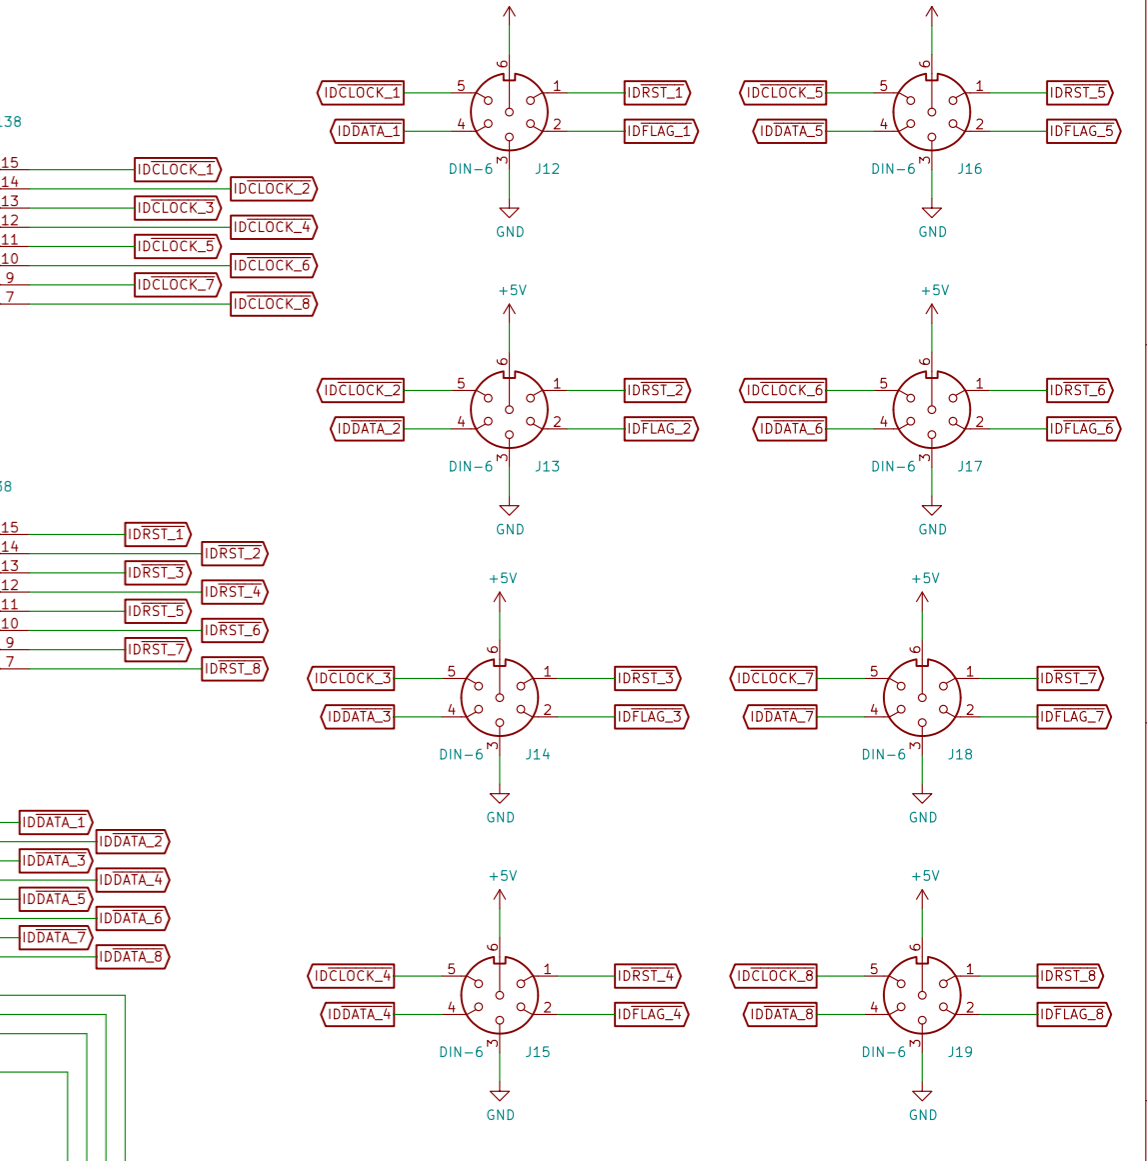 138
15
IDCLOCK_1
14
IDCLOCK_2
13
IDCLOCK_3
12
IDCLOCK_4
11
IDCLOCK_5
10
IDCLOCK_6
9
IDCLOCK_7
7
IDCLOCK_8
38
15
IDRST_1
14
IDRST_2
13
IDRST_3
12
IDRST_4
11
IDRST_5
10
IDRST_6
9
IDRST_7
7
IDRST_8
IDDATA_1
IDDATA_2
IDDATA_3
IDDATA_4
IDDATA_5
IDDATA_6
IDDATA_7
IDDATA_8
6
IDCLOCK_1 5 1 IDRST_1
IDDATA_1 4 2 IDFLAG_1
3
DIN-6 J12
GND
+5V
6
IDCLOCK_2 5 1 IDRST_2
IDDATA_2 4 2 IDFLAG_2
3
DIN-6 J13
GND
+5V
6
IDCLOCK_3 5 1 IDRST_3
IDDATA_3 4 2 IDFLAG_3
3
DIN-6 J14
GND
+5V
6
IDCLOCK_4 5 1 IDRST_4
IDDATA_4 4 2 IDFLAG_4
3
DIN-6 J15
GND
6
IDCLOCK_5 5 1 IDRST_5
IDDATA_5 4 2 IDFLAG_5
3
DIN-6 J16
GND
+5V
6
IDCLOCK_6 5 1 IDRST_6
IDDATA_6 4 2 IDFLAG_6
3
DIN-6 J17
GND
+5V
6
IDCLOCK_7 5 1 IDRST_7
IDDATA_7 4 2 IDFLAG_7
3
DIN-6 J18
GND
+5V
6
IDCLOCK_8 5 1 IDRST_8
IDDATA_8 4 2 IDFLAG_8
3
DIN-6 J19
GND